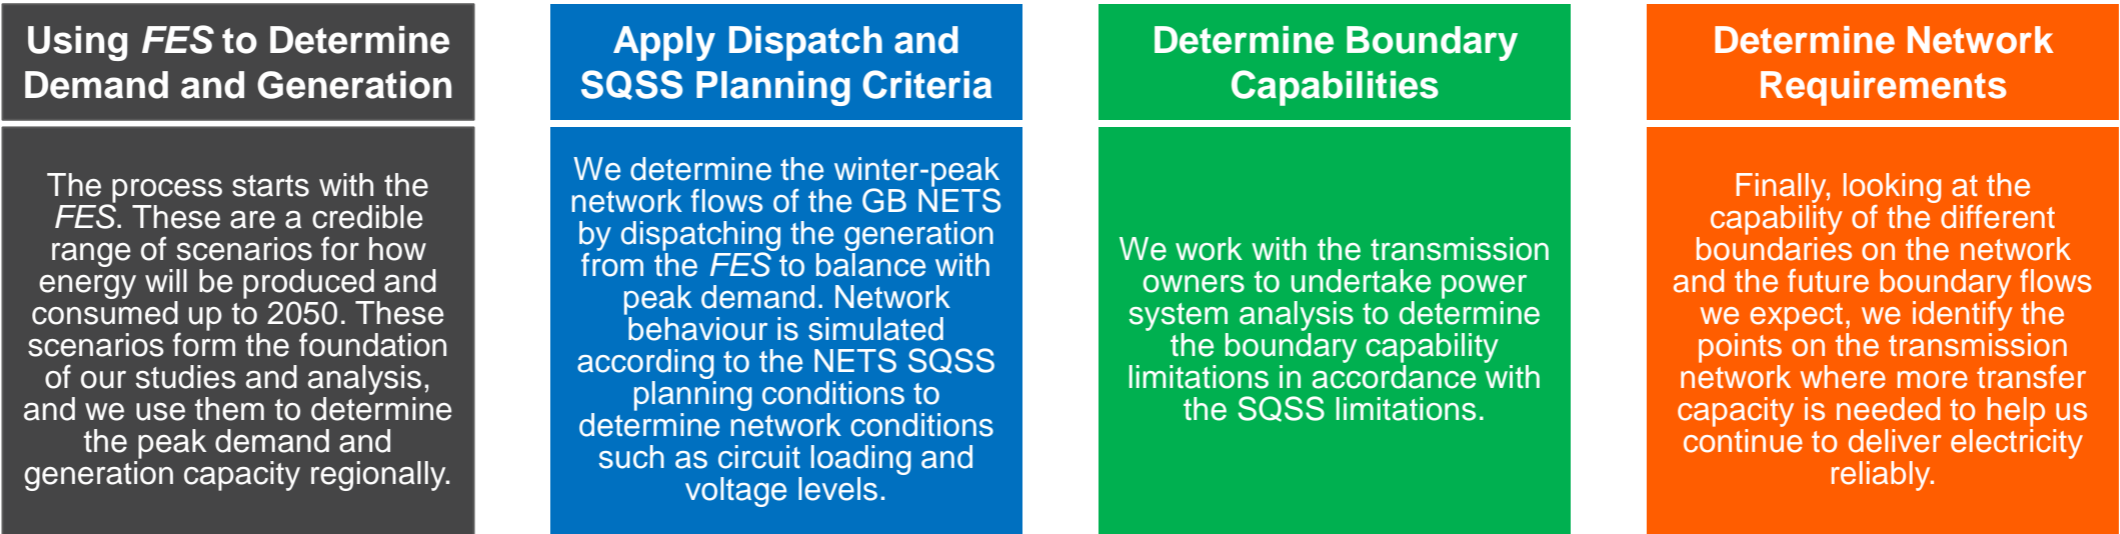 Using FES to Determine
Demand and Generation
The process starts with the
FES. These are a credible
range of scenarios for how
energy will be produced and
consumed up to 2050. These
scenarios form the foundation
of our studies and analysis,
and we use them to determine
the peak demand and
generation capacity regionally.
Apply Dispatch and
SQSS Planning Criteria
We determine the winter-peak
network flows of the GB NETS
by dispatching the generation
from the FES to balance with
peak demand. Network
behaviour is simulated
according to the NETS SQSS
planning conditions to
determine network conditions
such as circuit loading and
voltage levels.
Determine Boundary
Capabilities
We work with the transmission
owners to undertake power
system analysis to determine
the boundary capability
limitations in accordance with
the SQSS limitations.
Determine Network
Requirements
Finally, looking at the
capability of the different
boundaries on the network
and the future boundary flows
we expect, we identify the
points on the transmission
network where more transfer
capacity is needed to help us
continue to deliver electricity
reliably.